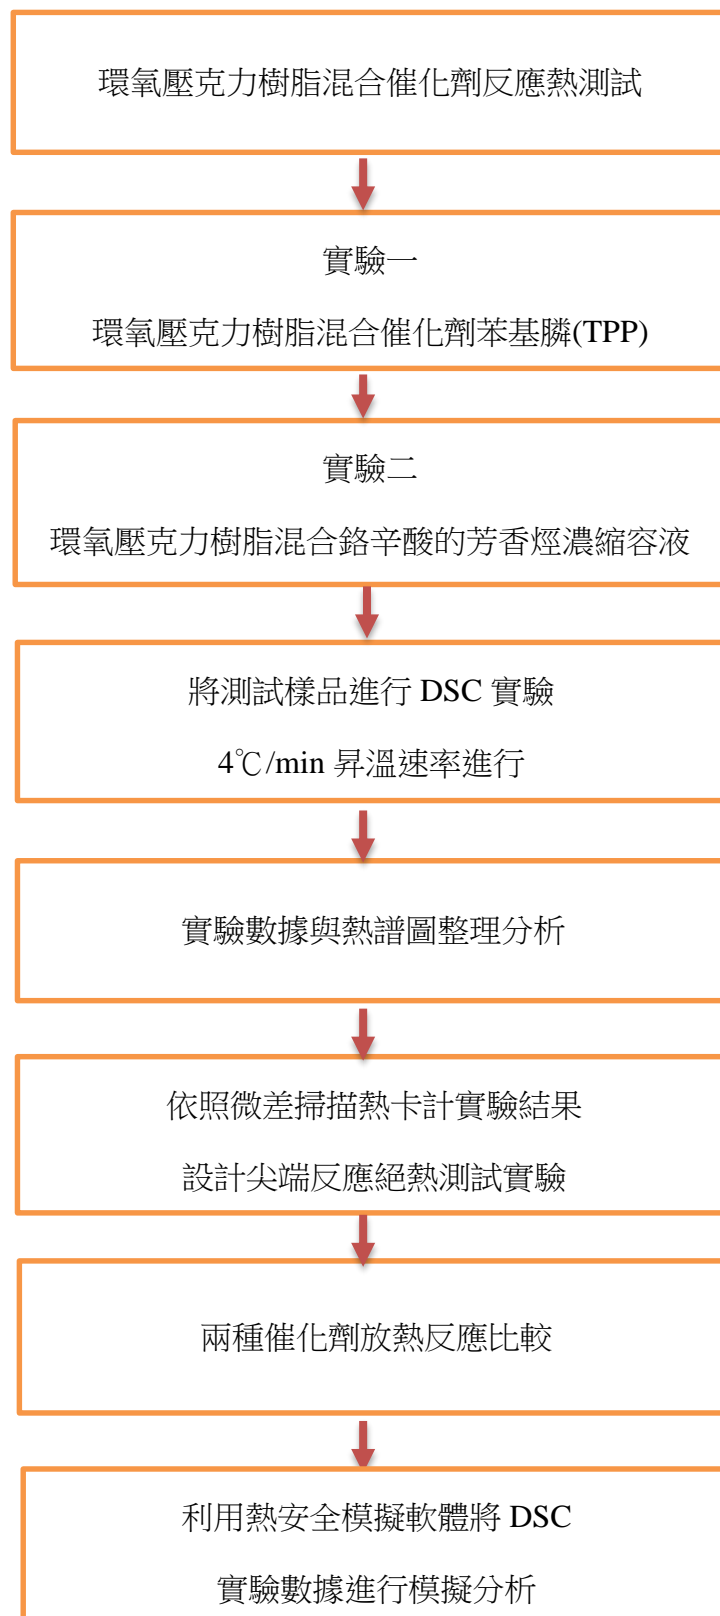 環氧壓克力樹脂混合催化劑反應熱測試
實驗一
環氧壓克力樹脂混合催化劑苯基膦(TPP)
實驗二
環氧壓克力樹脂混合鉻辛酸的芳香烴濃縮容液
將測試樣品進行 DSC 實驗
4℃/min 昇溫速率進行
實驗數據與熱譜圖整理分析
依照微差掃描熱卡計實驗結果
設計尖端反應絕熱測試實驗
兩種催化劑放熱反應比較
利用熱安全模擬軟體將 DSC
實驗數據進行模擬分析